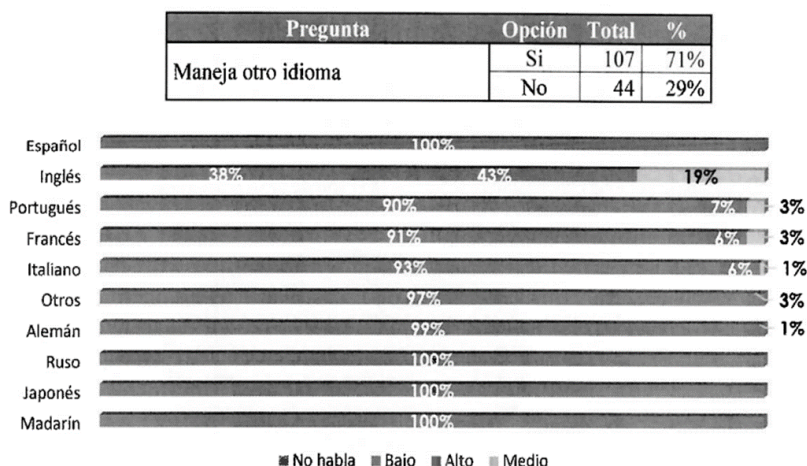 Pregunta Opción Total %
Maneja otro idioma Si 107 71%
No 44 29%
Español 100%
Inglés 38% 43% 19%
Portugués 90% 7% 3%
Francés 91% 6% 3%
Italiano 93% 6% 1%
Otros 97% 3%
Alemán 99% 1%
Ruso 100%
Japonés 100%
Madarín 100%
No habla Bajo Alto Medio